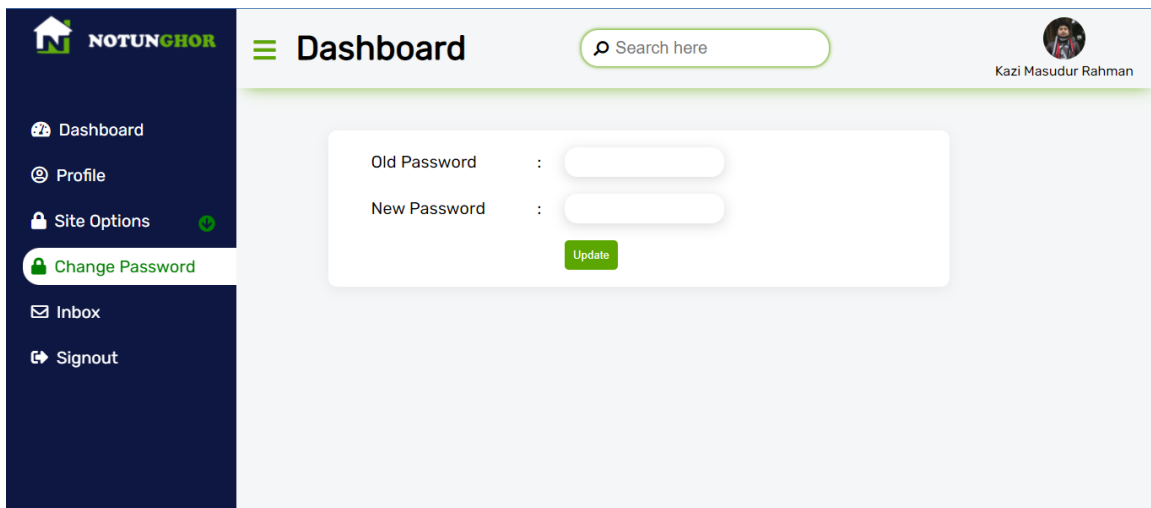 NOTUNGHOR
Dashboard
Search here
Kazi Masudur Rahman
Dashboard
Profile
Site Options
Change Password
Inbox
Signout
Old Password :
New Password :
Update